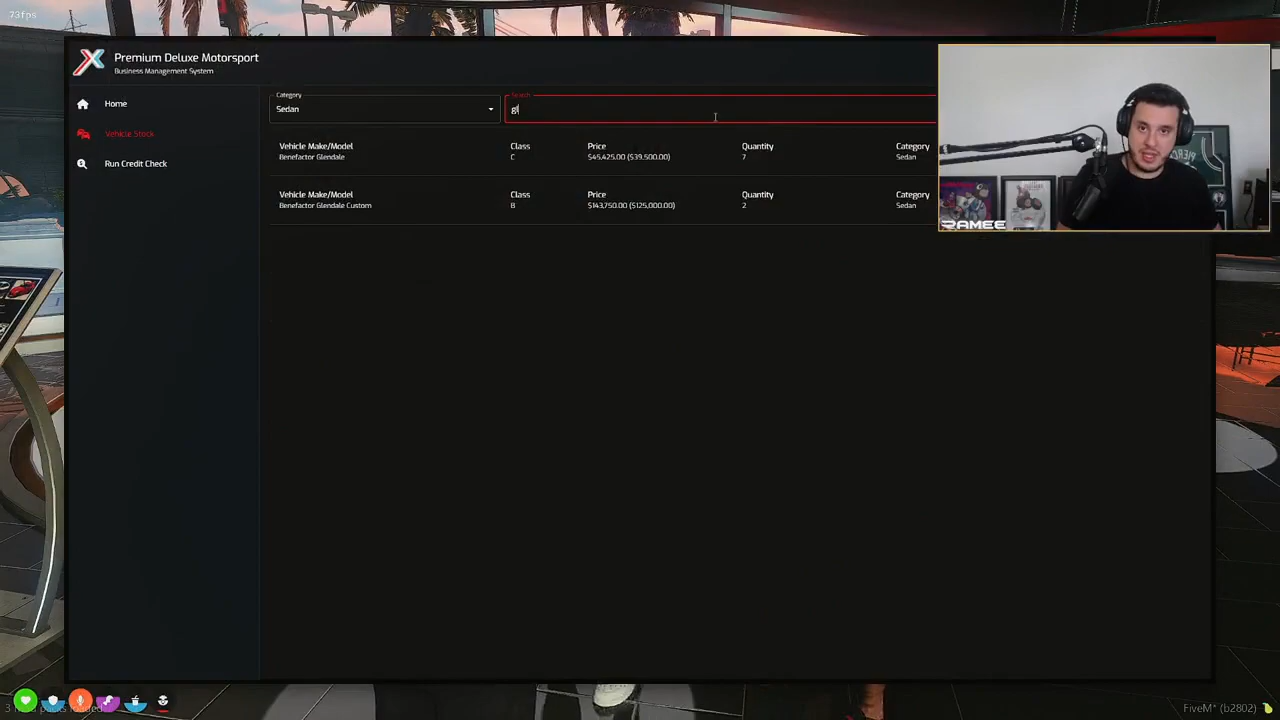 73fps
Premium Deluxe Motorsport
Business Management System
Home
Vehicle Stock
Run Credit Check
Category
Sedan
Search
gl
Vehicle Make/Model
Class
Price
Quantity
Category
Benefactor Glendale
C
$45,425.00 ($39,500.00)
7
Sedan
Vehicle Make/Model
Class
Price
Quantity
Category
Benefactor Glendale Custom
B
$143,750.00 ($125,000.00)
2
Sedan
RAMEE
FiveM* (b2802)